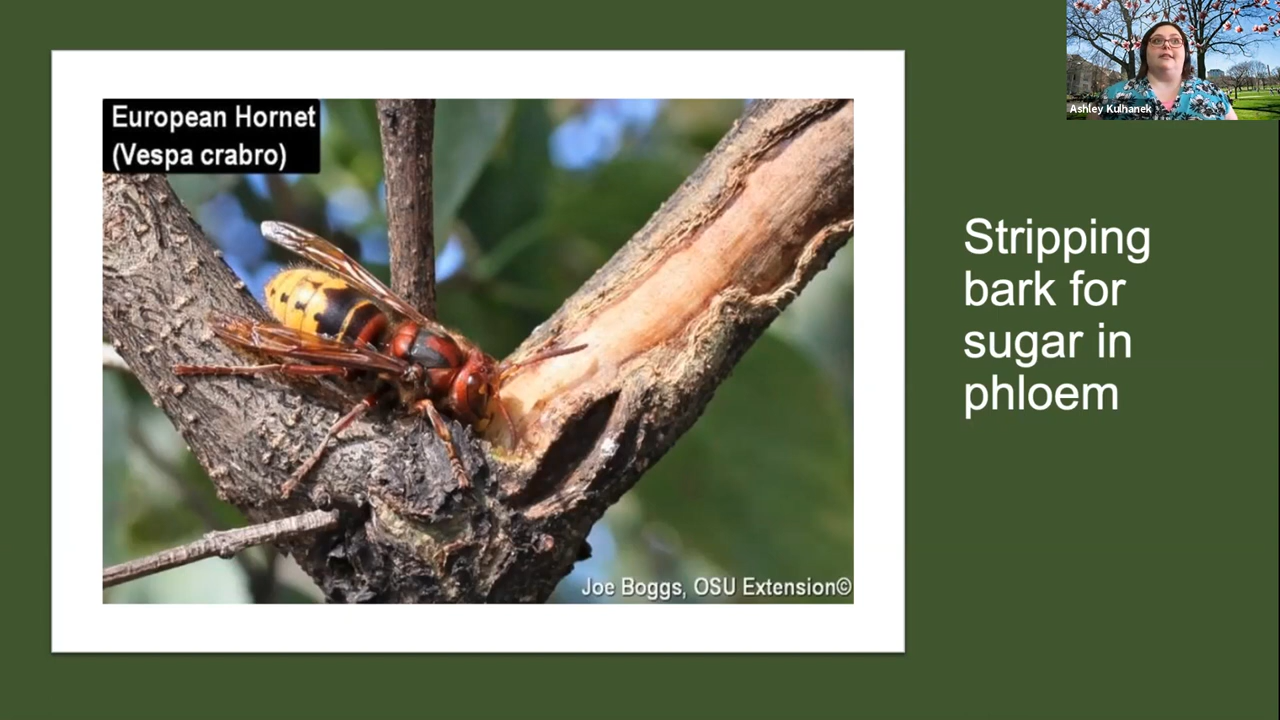 European Hornet
(Vespa crabro)
Ashley Kulhanek
Stripping
bark for
sugar in
phloem
Joe Boggs, OSU Extension©